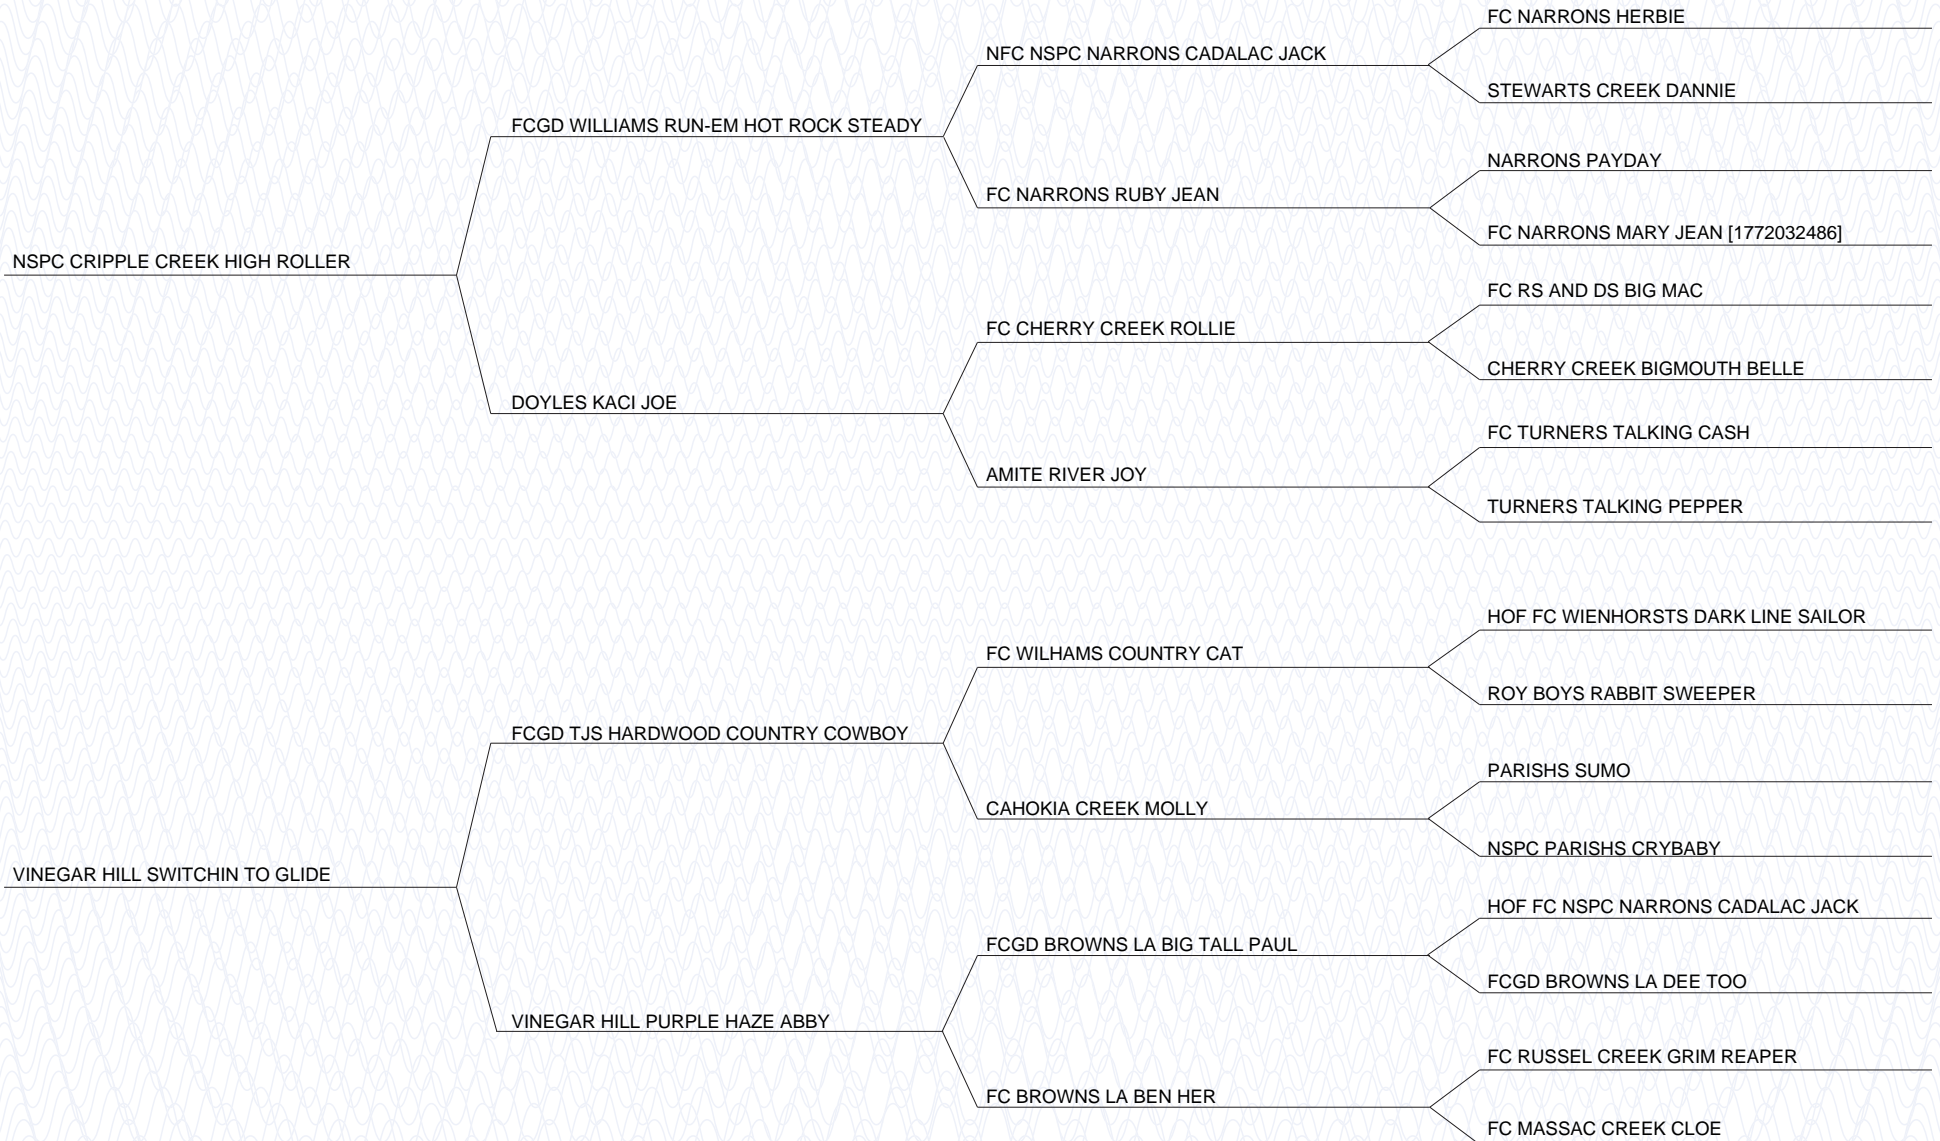 FC NARRONS HERBIE
NFC NSPC NARRONS CADALAC JACK
STEWARTS CREEK DANNIE
FCGD WILLIAMS RUN-EM HOT ROCK STEADY
NARRONS PAYDAY
FC NARRONS RUBY JEAN
FC NARRONS MARY JEAN [1772032486]
NSPC CRIPPLE CREEK HIGH ROLLER
FC RS AND DS BIG MAC
FC CHERRY CREEK ROLLIE
CHERRY CREEK BIGMOUTH BELLE
DOYLES KACI JOE
FC TURNERS TALKING CASH
AMITE RIVER JOY
TURNERS TALKING PEPPER
HOF FC WIENHORSTS DARK LINE SAILOR
FC WILHAMS COUNTRY CAT
ROY BOYS RABBIT SWEEPER
FCGD TJS HARDWOOD COUNTRY COWBOY
PARISHS SUMO
CAHOKIA CREEK MOLLY
NSPC PARISHS CRYBABY
VINEGAR HILL SWITCHIN TO GLIDE
HOF FC NSPC NARRONS CADALAC JACK
FCGD BROWNS LA BIG TALL PAUL
FCGD BROWNS LA DEE TOO
VINEGAR HILL PURPLE HAZE ABBY
FC RUSSEL CREEK GRIM REAPER
FC BROWNS LA BEN HER
FC MASSAC CREEK CLOE